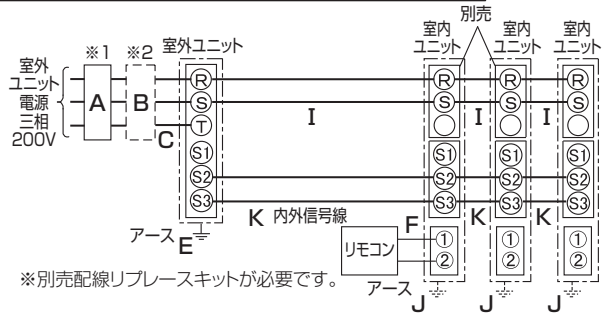 別売
※1
※2
室外ユニット
室内
ユニット
室内
ユニット
室内
ユニット
室外
ユニット
電源
三相
200V
A
B
C
R
S
T
S1
S2
S3
I
R
S
S1
S2
S3
I
R
S
S1
S2
S3
I
R
S
S1
S2
S3
K 内外信号線
K
K
アース
E
F
リモコン
① 
②
①
②
①
②
アース
J
J
J
※別売配線リプレースキットが必要です。